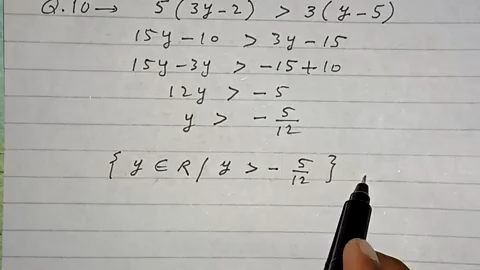 Q.10→ 5(3y-2) > 3(y-5)
15y-10 > 3y-15
15y-3y > -15+10
12y > -5
y > -5/12
{ y ∈ R / y > -5/12 }